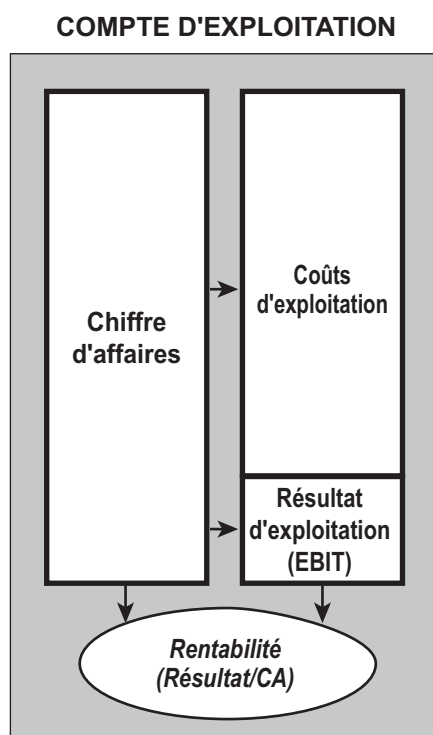 COMPTE D'EXPLOITATION
Chiffre
d'affaires
Coûts
d'exploitation
Résultat
d'exploitation
(EBIT)
Rentabilité
(Résultat/CA)